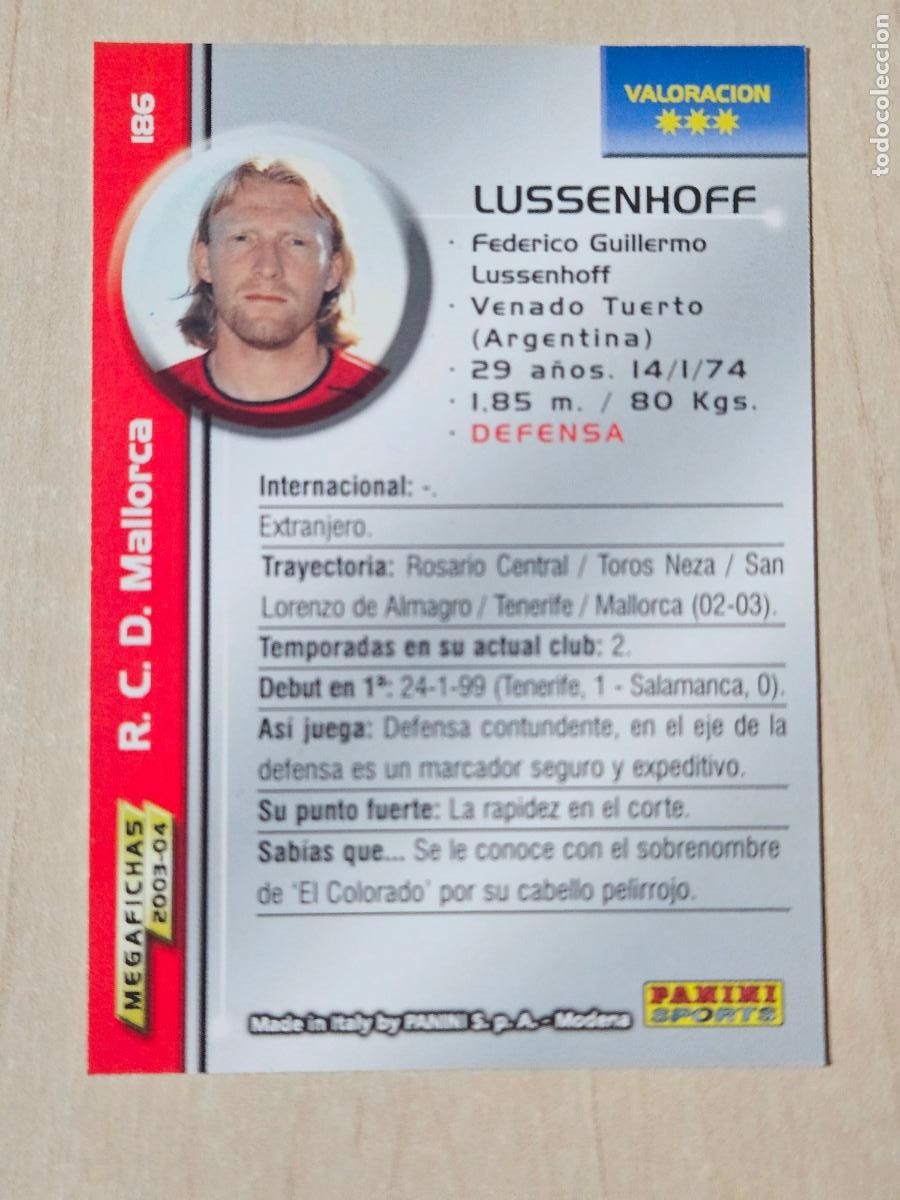 186
R. C. D. Mallorca
MEGAFICHAS
2003-04
VALORACION
LUSSENHOFF
· Federico Guillermo
Lussenhoff
· Venado Tuerto
(Argentina)
· 29 años. 14/1/74
· 1.85 m. / 80 Kgs.
· DEFENSA
Internacional: -.
Extranjero.
Trayectoria: Rosario Central / Toros Neza / San
Lorenzo de Almagro / Tenerife / Mallorca (02-03).
Temporadas en su actual club: 2.
Debut en 1ª: 24-1-99 (Tenerife, 1 - Salamanca, 0).
Así juega: Defensa contundente, en el eje de la
defensa es un marcador seguro y expeditivo.
Su punto fuerte: La rapidez en el corte.
Sabías que... Se le conoce con el sobrenombre
de 'El Colorado' por su cabello pelirrojo.
Made in Italy by PANINI S. p. A. - Modena
PANINI
SPORTS
todocoleccion